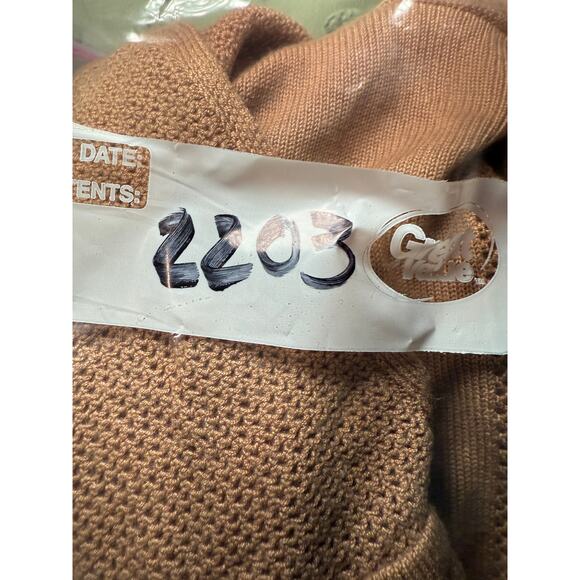 DATE:
TENTS:
2203
Great
Value